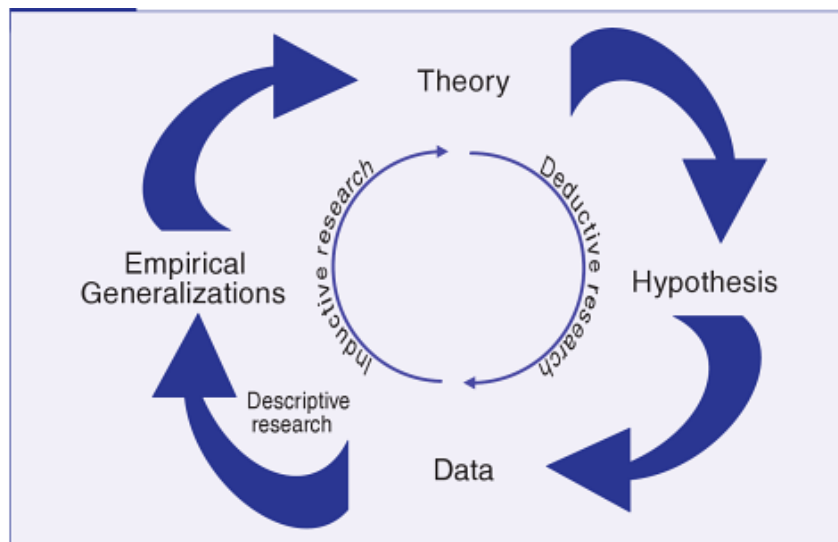 Theory
Deductive research
Inductive research
Empirical
Generalizations
Hypothesis
Descriptive
research
Data